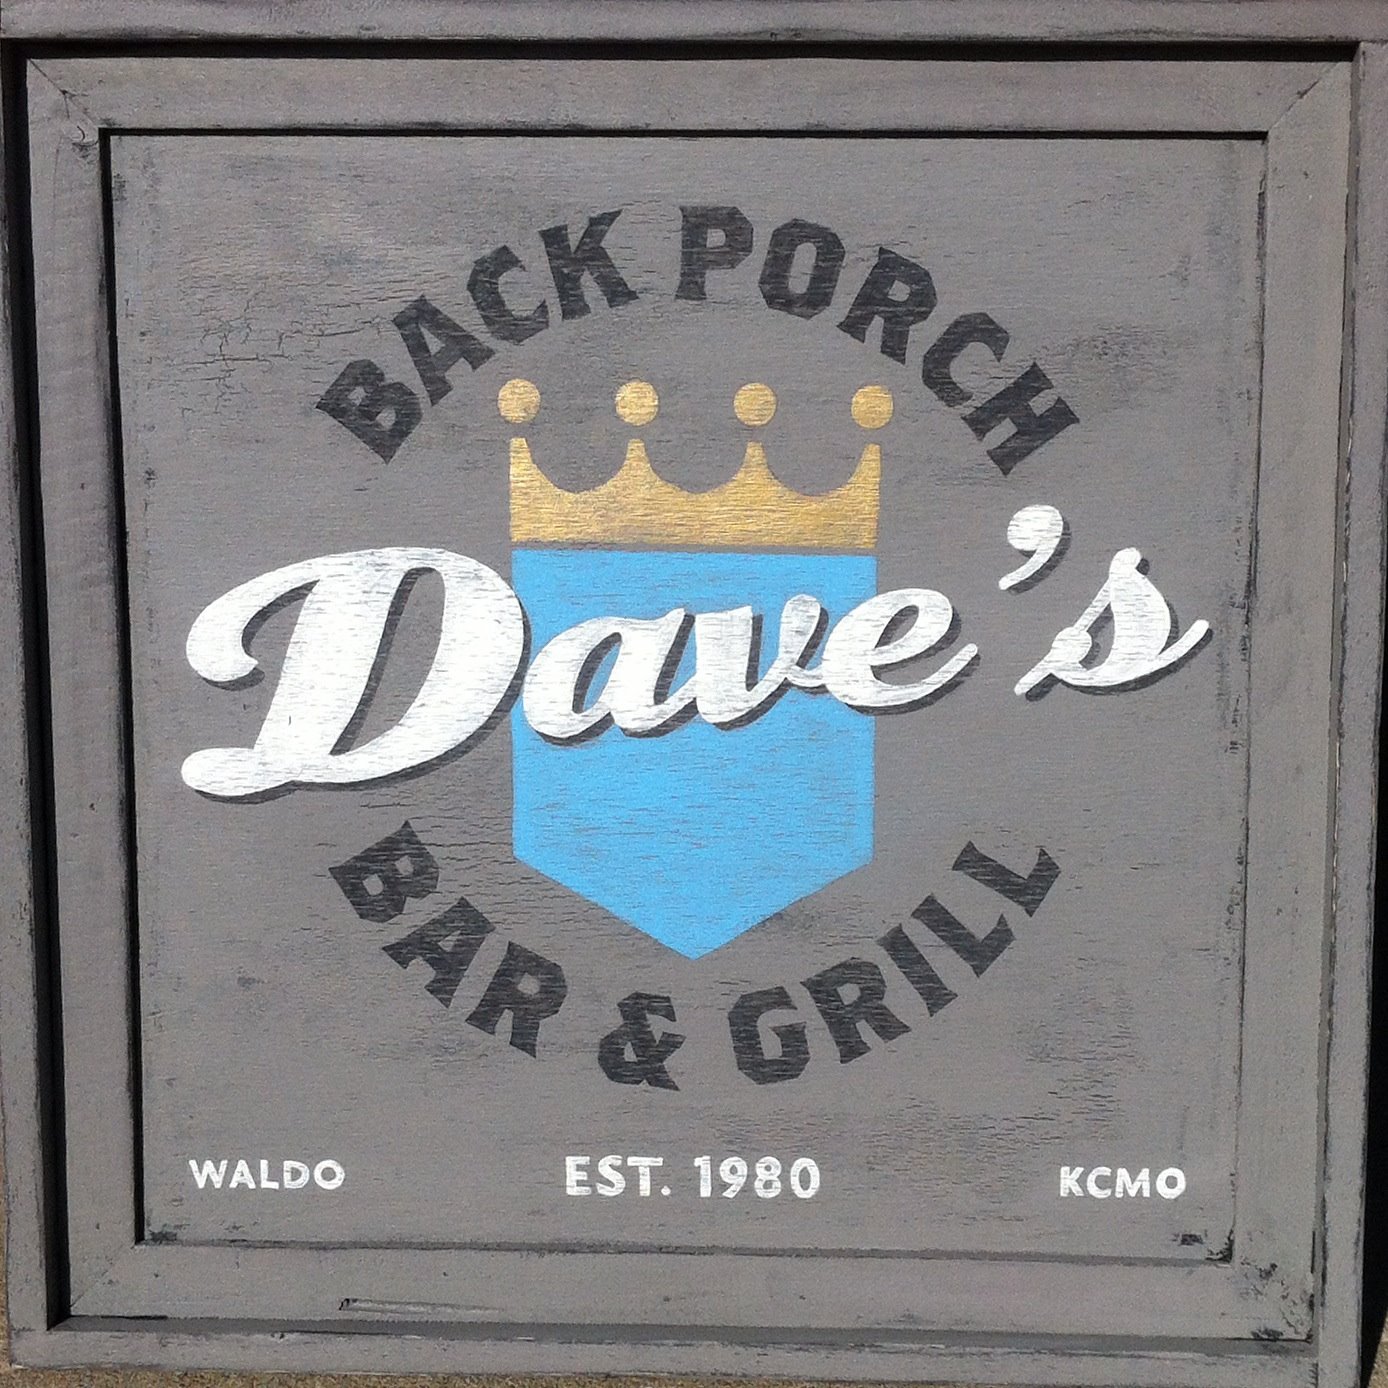 BACK PORCH
Dave's
BAR & GRILL
WALDO
EST. 1980
KCMO